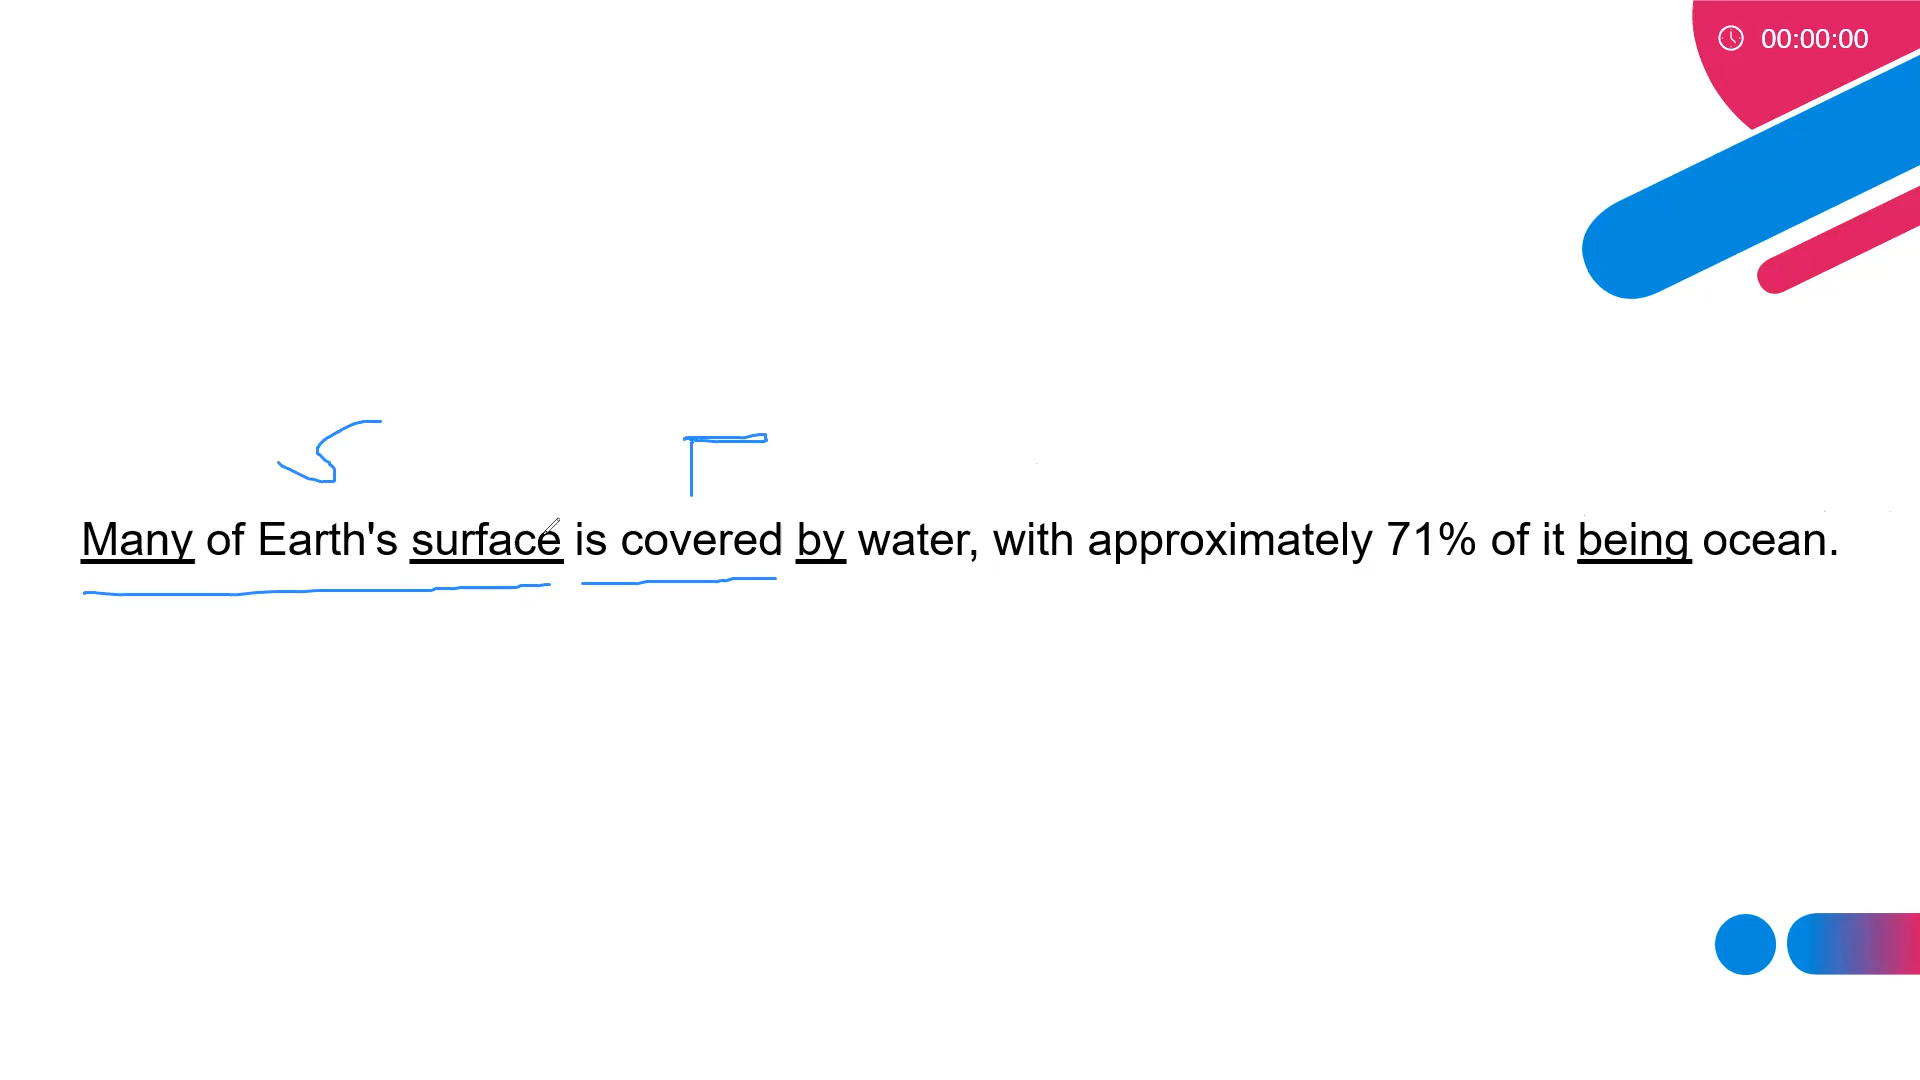 00:00:00
S
Many of Earth's surface is covered by water, with approximately 71% of it being ocean.